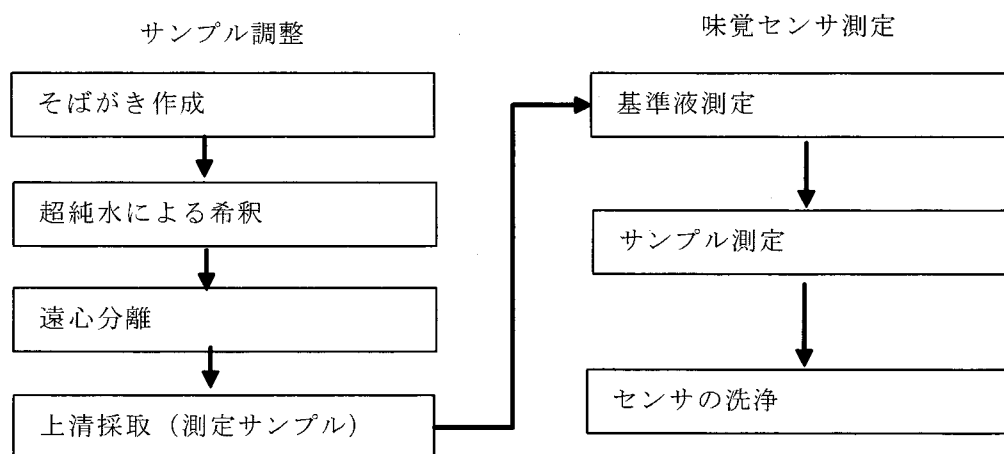 サンプル調整
そばがき作成
超純水による希釈
遠心分離
上清採取（測定サンプル）
味覚センサ測定
基準液測定
サンプル測定
センサの洗浄